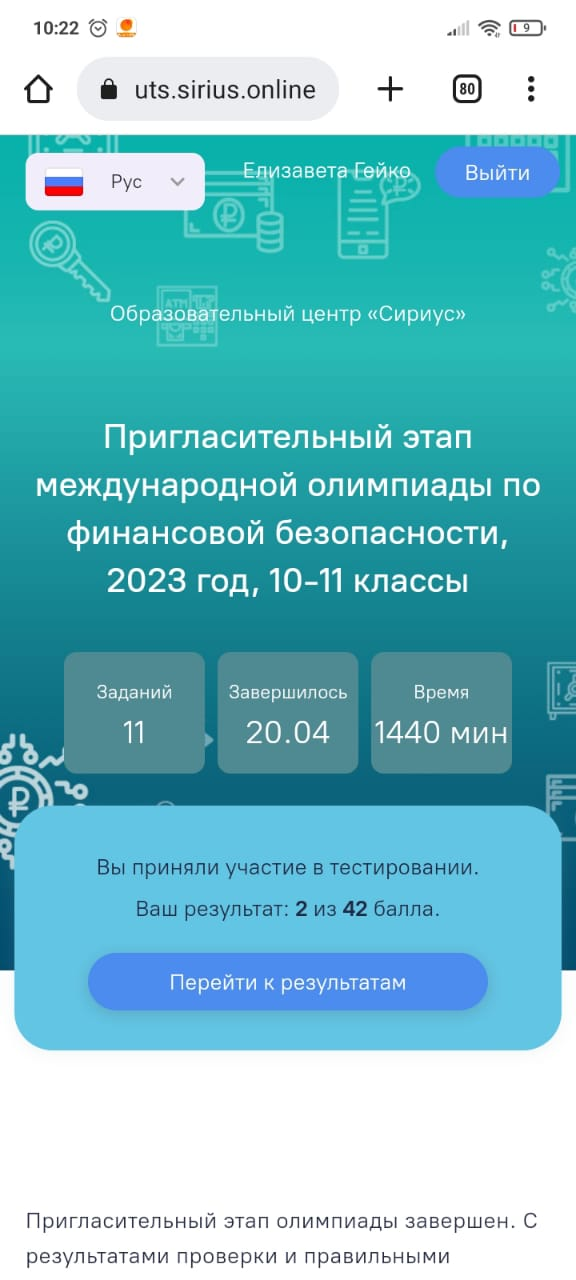 10:22
9
uts.sirius.online
80
Рус
Елизавета Гейко
Выйти
ATM
Образовательный центр «Сириус»
Пригласительный этап
международной олимпиады по
финансовой безопасности,
2023 год, 10-11 классы
Заданий
11
Завершилось
20.04
Время
1440 мин
Вы приняли участие в тестировании.
Ваш результат: 2 из 42 балла.
Перейти к результатам
Пригласительный этап олимпиады завершен. С
результатами проверки и правильными